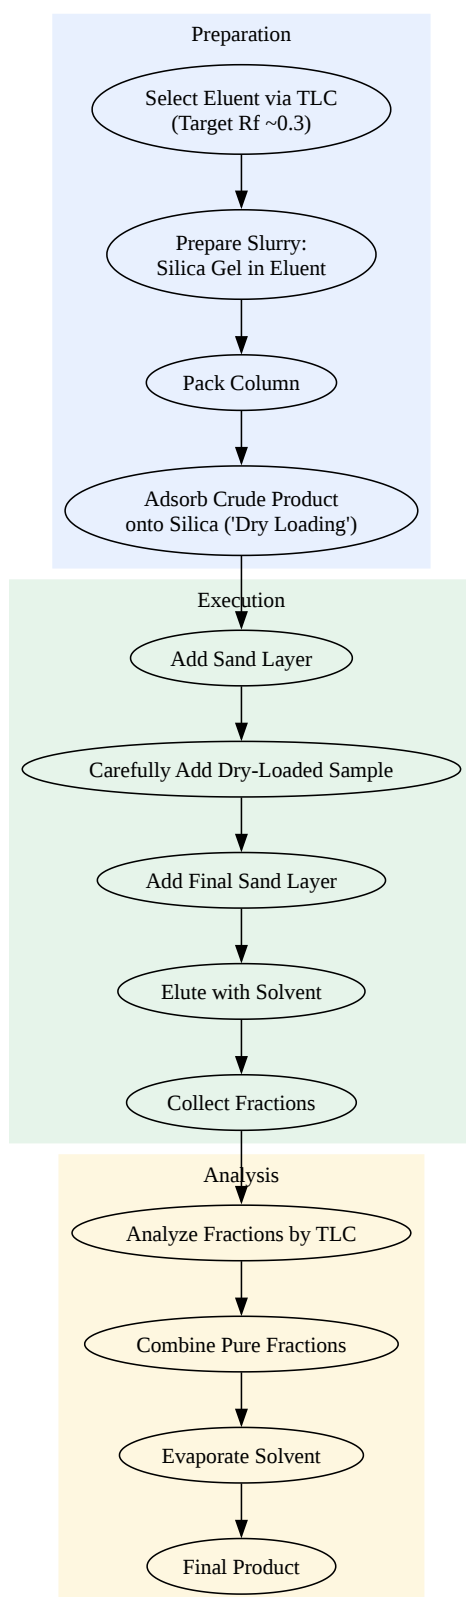 Preparation
Select Eluent via TLC
(Target Rf ~0.3)
Prepare Slurry:
Silica Gel in Eluent
Pack Column
Adsorb Crude Product
onto Silica ('Dry Loading')
Execution
Add Sand Layer
Carefully Add Dry-Loaded Sample
Add Final Sand Layer
Elute with Solvent
Collect Fractions
Analysis
Analyze Fractions by TLC
Combine Pure Fractions
Evaporate Solvent
Final Product